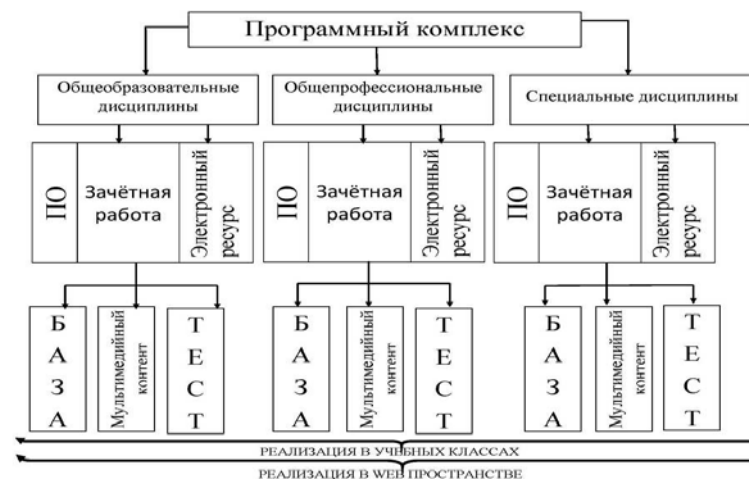 Программный комплекс
Общеобразовательные
дисциплины
Общепрофессиональные
дисциплины
Специальные дисциплины
ПО
Зачётная
работа
Электронный
ресурс
ПО
Зачётная
работа
Электронный
ресурс
ПО
Зачётная
работа
Электронный
ресурс
БАЗА
Мультимедийный
контент
ТЕСТ
БАЗА
Мультимедийный
контент
ТЕСТ
БАЗА
Мультимедийный
контент
ТЕСТ
РЕАЛИЗАЦИЯ В УЧЕБНЫХ КЛАССАХ
РЕАЛИЗАЦИЯ В WEB ПРОСТРАНСТВЕ